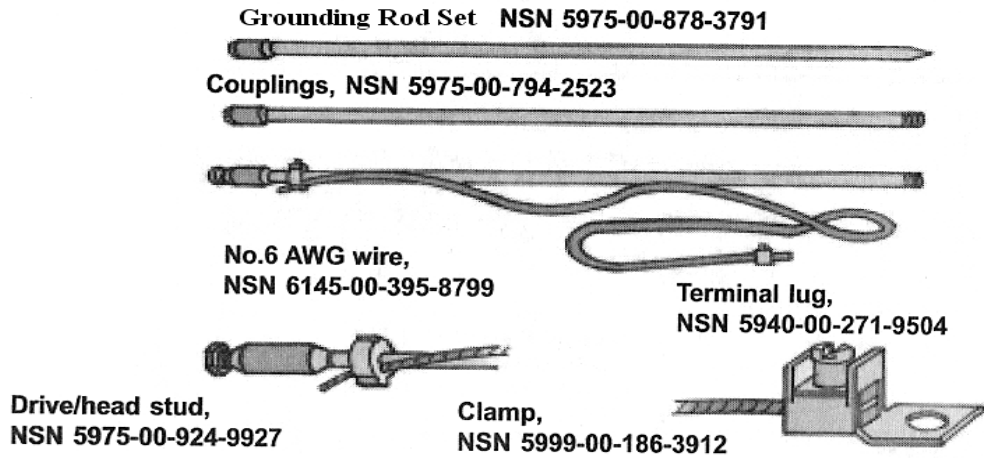 Grounding Rod Set NSN 5975-00-878-3791
Couplings, NSN 5975-00-794-2523
No.6 AWG wire,
NSN 6145-00-395-8799
Terminal lug,
NSN 5940-00-271-9504
Drive/head stud,
NSN 5975-00-924-9927
Clamp,
NSN 5999-00-186-3912